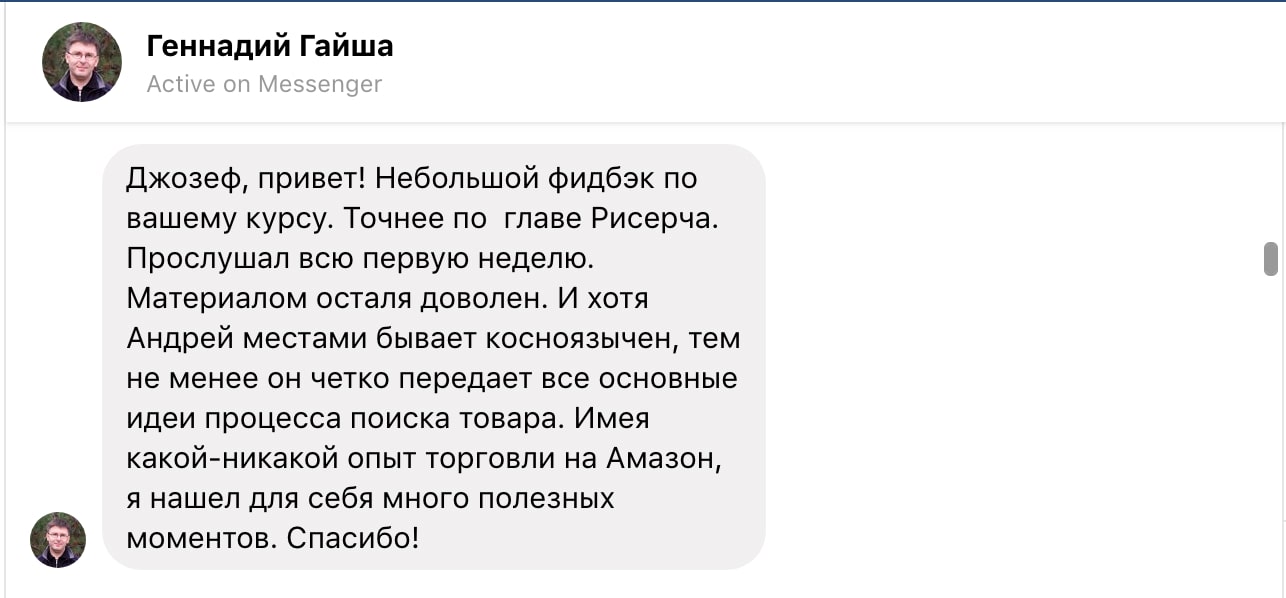 Геннадий Гайша
Active on Messenger
Джозеф, привет! Небольшой фидбэк по
вашему курсу. Точнее по  главе Рисерча.
Прослушал всю первую неделю.
Материалом осталя доволен. И хотя
Андрей местами бывает косноязычен, тем
не менее он четко передает все основные
идеи процесса поиска товара. Имея
какой-никакой опыт торговли на Амазон,
я нашел для себя много полезных
моментов. Спасибо!